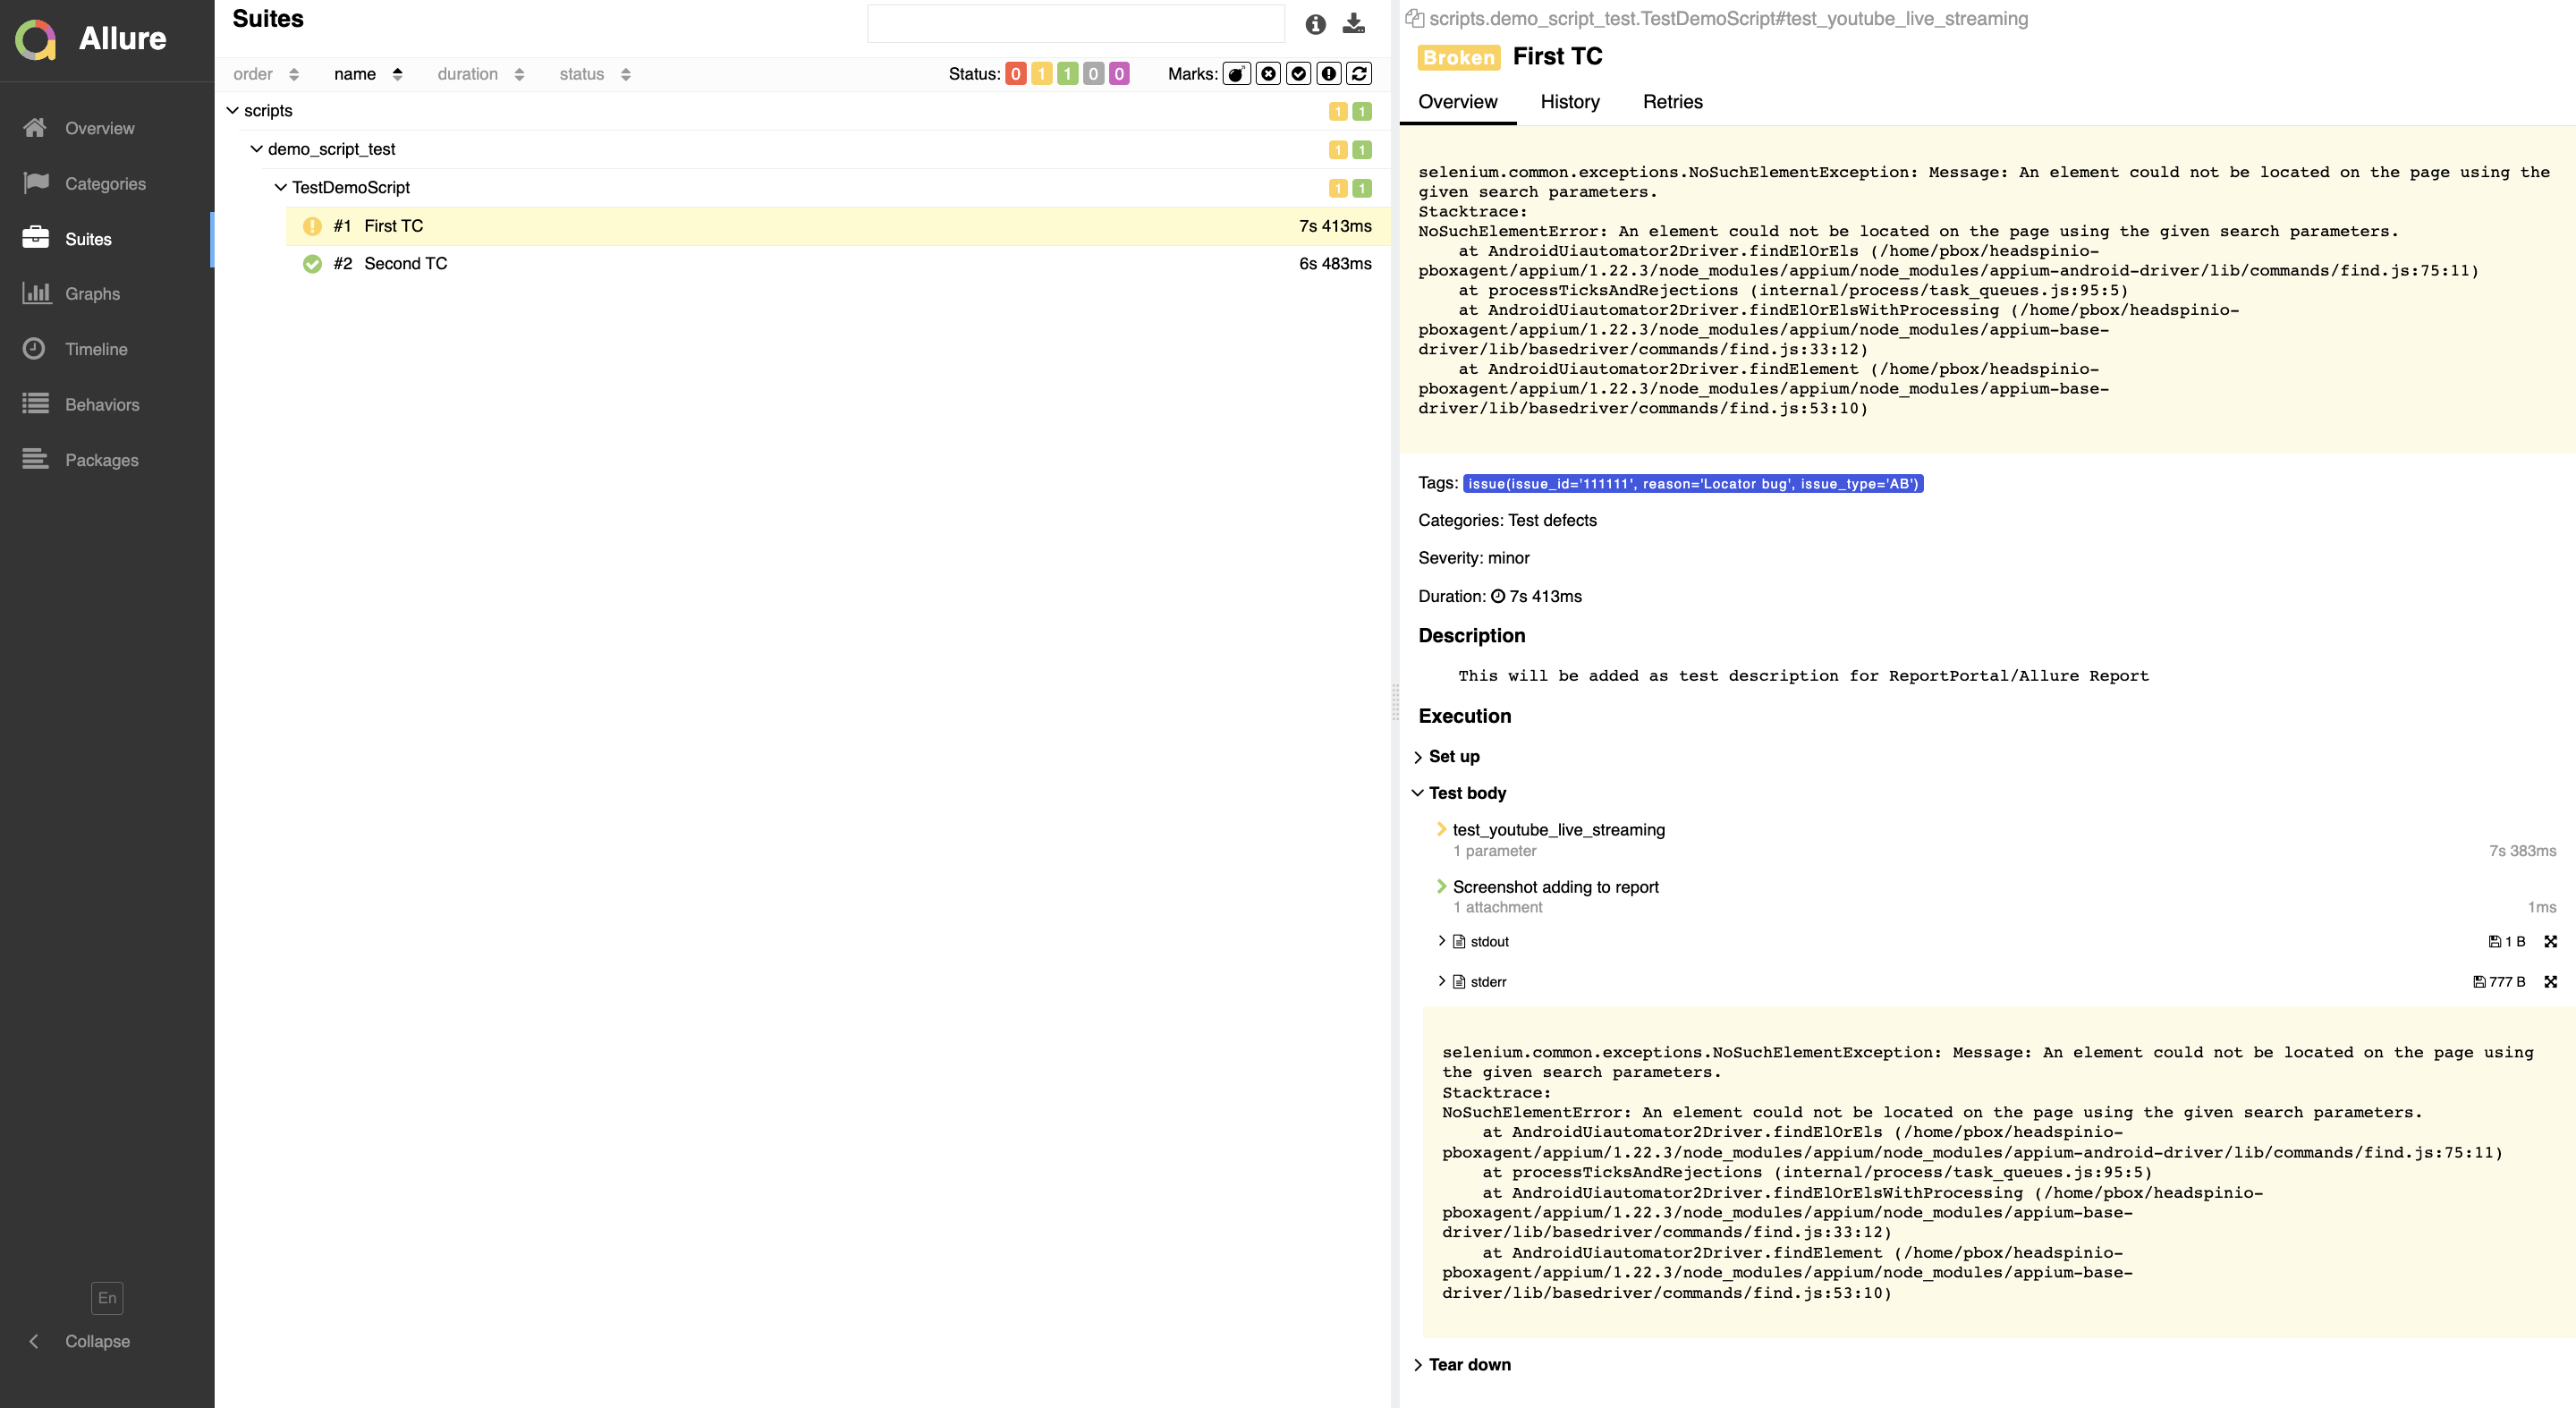 Allure
Overview
Categories
Suites
Graphs
Timeline
Behaviors
Packages
En
Collapse
Suites
order name duration status Status: 0 1 1 0 0 Marks:
scripts 1 1
demo_script_test 1 1
TestDemoScript 1 1
#1 First TC 7s 413ms
#2 Second TC 6s 483ms
scripts.demo_script_test.TestDemoScript#test_youtube_live_streaming
Broken First TC
Overview History Retries
selenium.common.exceptions.NoSuchElementException: Message: An element could not be located on the page using the
given search parameters.
Stacktrace:
NoSuchElementError: An element could not be located on the page using the given search parameters.
at AndroidUiautomator2Driver.findElOrEls (/home/pbox/headspinio-
pboxagent/appium/1.22.3/node_modules/appium/node_modules/appium-android-driver/lib/commands/find.js:75:11)
at processTicksAndRejections (internal/process/task_queues.js:95:5)
at AndroidUiautomator2Driver.findElOrElsWithProcessing (/home/pbox/headspinio-
pboxagent/appium/1.22.3/node_modules/appium/node_modules/appium-base-
driver/lib/basedriver/commands/find.js:33:12)
at AndroidUiautomator2Driver.findElement (/home/pbox/headspinio-
pboxagent/appium/1.22.3/node_modules/appium/node_modules/appium-base-
driver/lib/basedriver/commands/find.js:53:10)
Tags: issue(issue_id='111111', reason='Locator bug', issue_type='AB')
Categories: Test defects
Severity: minor
Duration: 7s 413ms
Description
This will be added as test description for ReportPortal/Allure Report
Execution
Set up
Test body
test_youtube_live_streaming
1 parameter 7s 383ms
Screenshot adding to report
1 attachment 1ms
stdout 1 B
stderr 777 B
selenium.common.exceptions.NoSuchElementException: Message: An element could not be located on the page using
the given search parameters.
Stacktrace:
NoSuchElementError: An element could not be located on the page using the given search parameters.
at AndroidUiautomator2Driver.findElOrEls (/home/pbox/headspinio-
pboxagent/appium/1.22.3/node_modules/appium/node_modules/appium-android-driver/lib/commands/find.js:75:11)
at processTicksAndRejections (internal/process/task_queues.js:95:5)
at AndroidUiautomator2Driver.findElOrElsWithProcessing (/home/pbox/headspinio-
pboxagent/appium/1.22.3/node_modules/appium/node_modules/appium-base-
driver/lib/basedriver/commands/find.js:33:12)
at AndroidUiautomator2Driver.findElement (/home/pbox/headspinio-
pboxagent/appium/1.22.3/node_modules/appium/node_modules/appium-base-
driver/lib/basedriver/commands/find.js:53:10)
Tear down